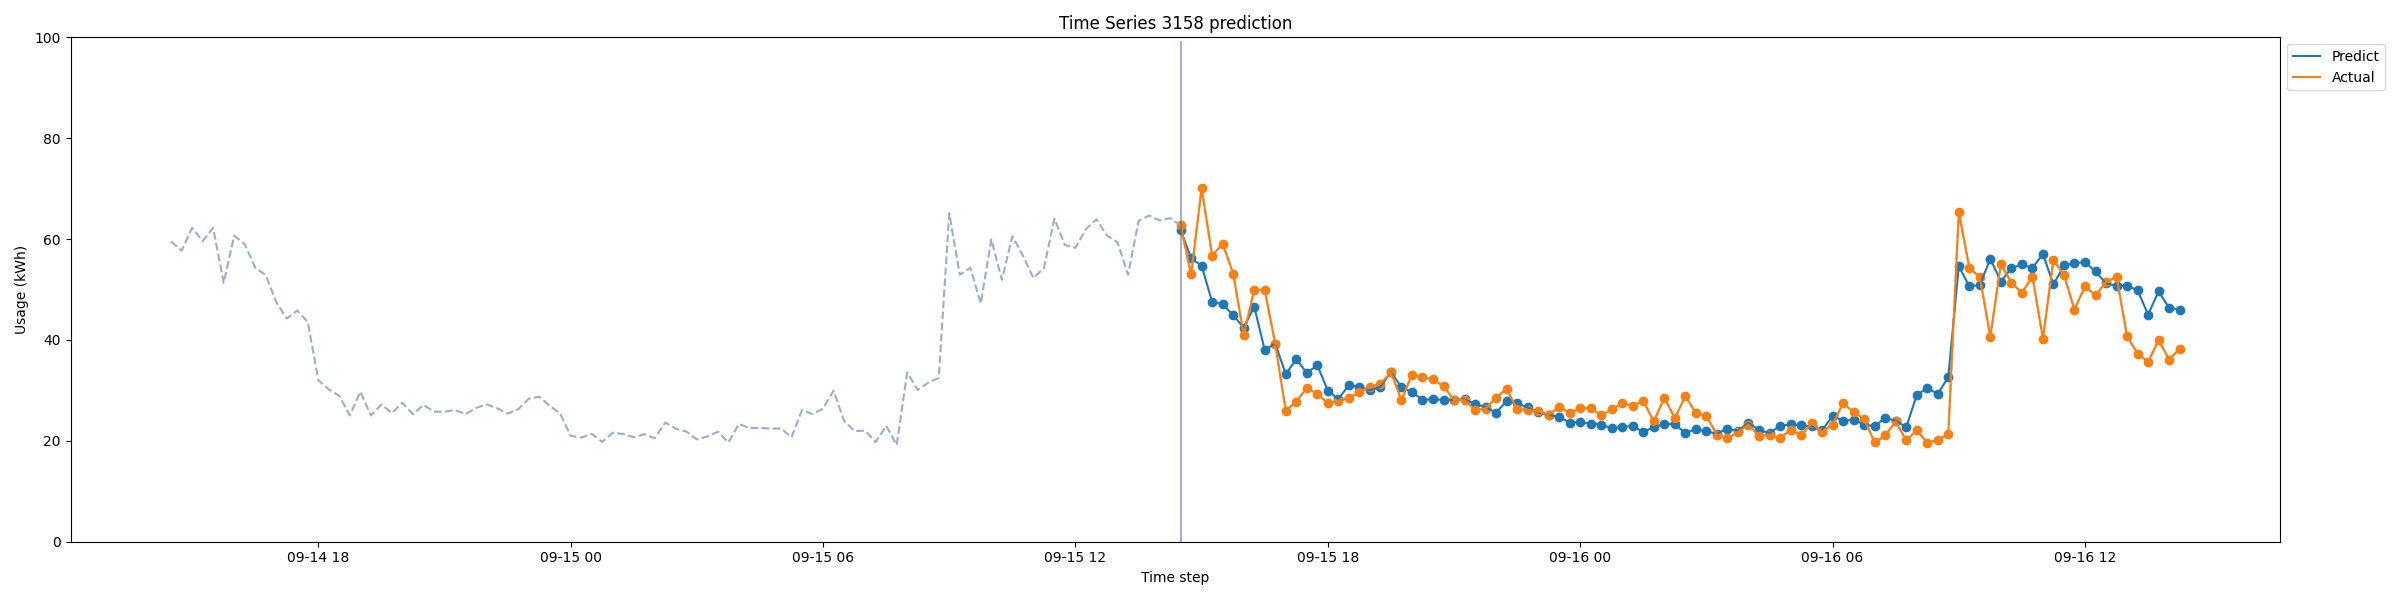 Time Series 3158 prediction
100
80
60
40
20
0
Usage (kWh)
09-14 18
09-15 00
09-15 06
09-15 12
09-15 18
09-16 00
09-16 06
09-16 12
Time step
Predict
Actual